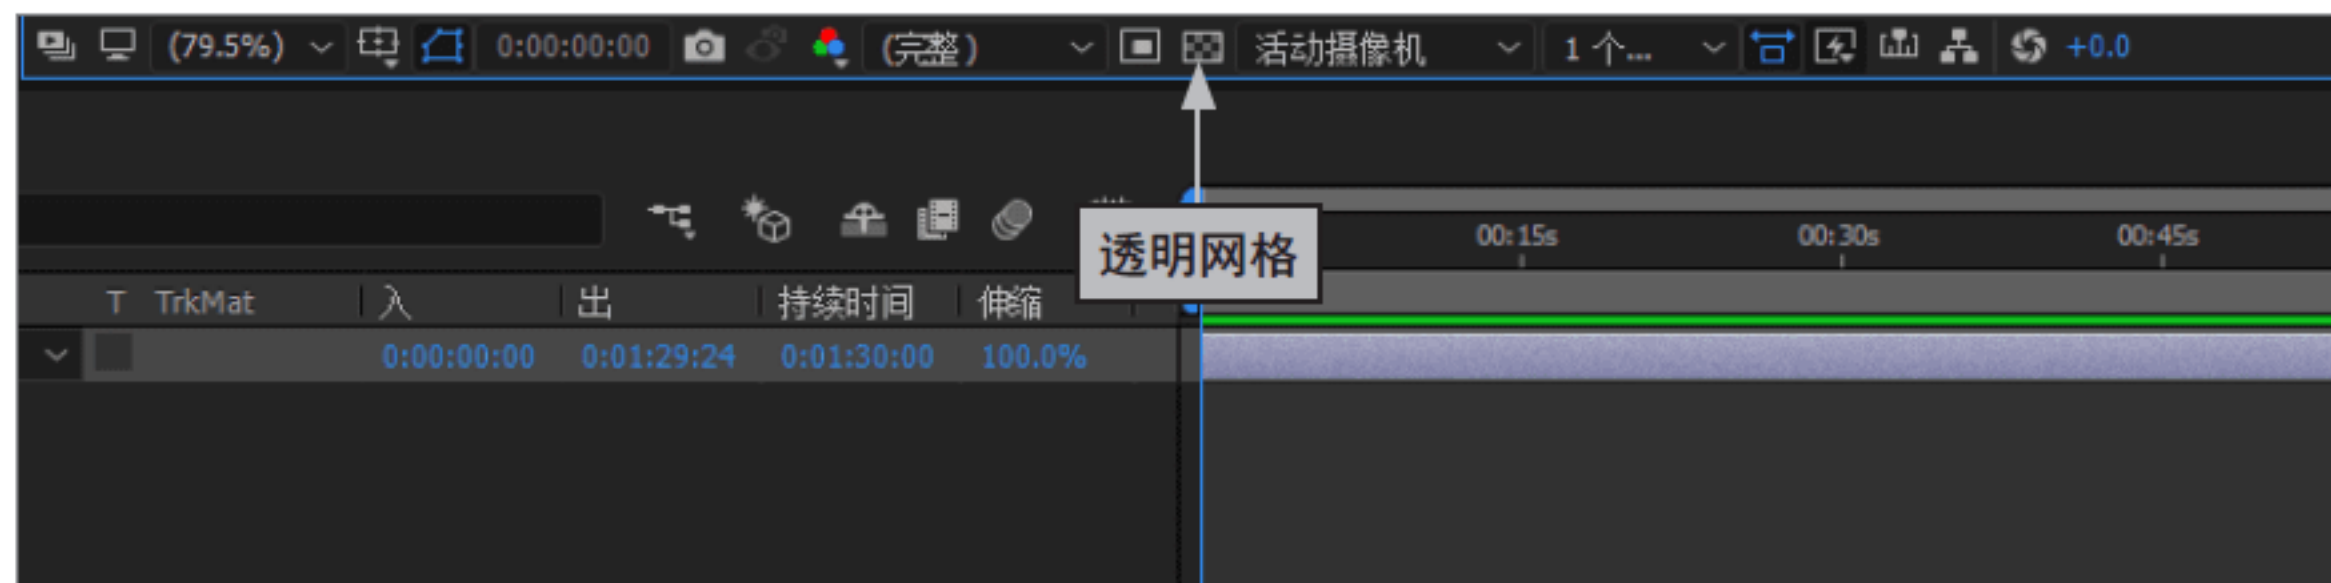 (79.5%) 0:00:00:00 (完整) 活动摄像机 1个... +0.0
透明网格 00:15s 00:30s 00:45s
T TrkMat 入 出 持续时间 伸缩
0:00:00:00 0:01:29:24 0:01:30:00 100.0%